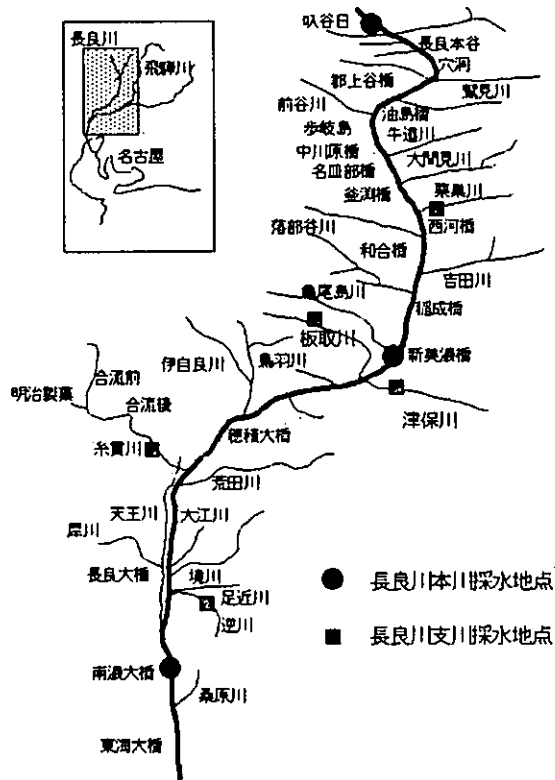 長良川
飛騨川
名古屋
叺谷日
長良本谷
穴洞
郡上谷橋
鷲見川
前谷川
油島橋
歩岐島
牛道川
中川原橋
大間見川
名皿部橋
釜渕橋
栗巣川
西河橋
落部谷川
和合橋
吉田川
亀尾島川
稲成橋
板取川
新美濃橋
伊自良川
鳥羽川
津保川
合流前
明治製菓
合流後
穂積大橋
糸貫川
荒田川
天王川
大江川
犀川
長良大橋
境川
足近川
逆川
南濃大橋
桑原川
東海大橋
長良川本川採水地点
長良川支川採水地点